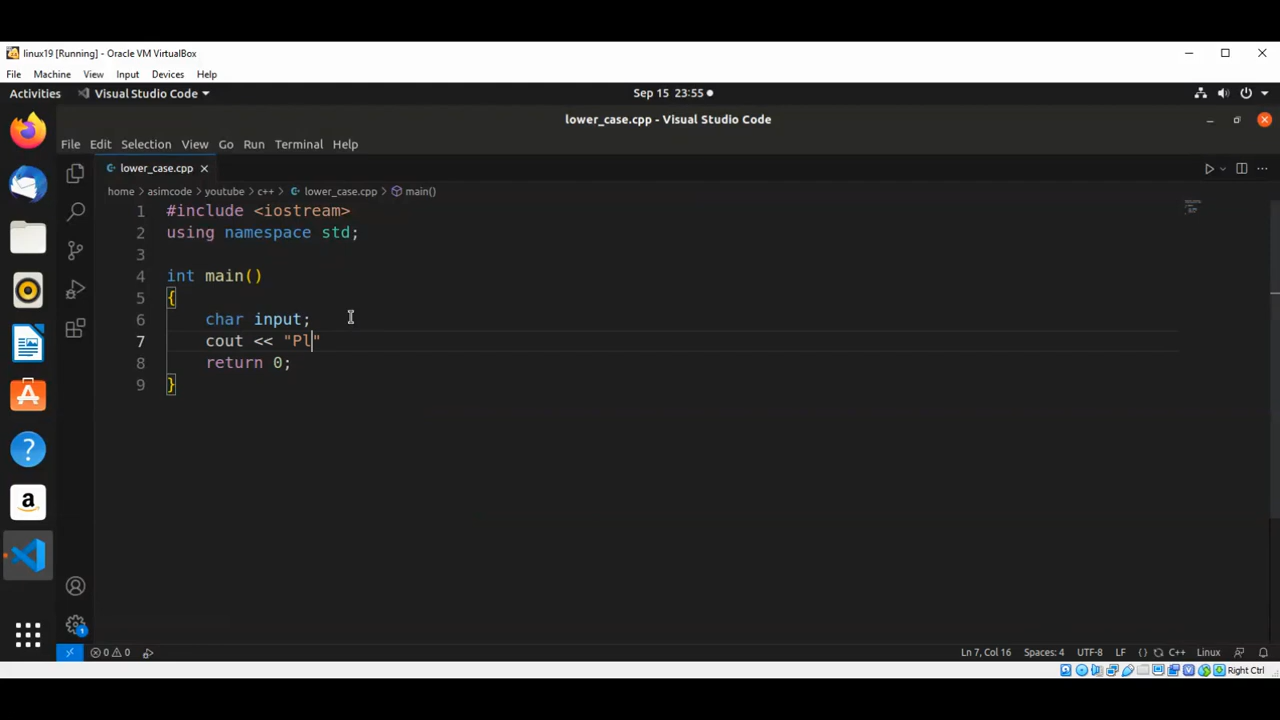 linux19 [Running] - Oracle VM VirtualBox
File Machine View Input Devices Help
Activities Visual Studio Code Sep 15 23:55
lower_case.cpp - Visual Studio Code
File Edit Selection View Go Run Terminal Help
lower_case.cpp
home > asimcode > youtube > c++ > lower_case.cpp > main()
1 #include <iostream>
2 using namespace std;
3
4 int main()
5 {
6 char input;
7 cout << "Pl"
8 return 0;
9 }
Ln 7, Col 16 Spaces: 4 UTF-8 LF {} C++ Linux
0 0
1
Right Ctrl